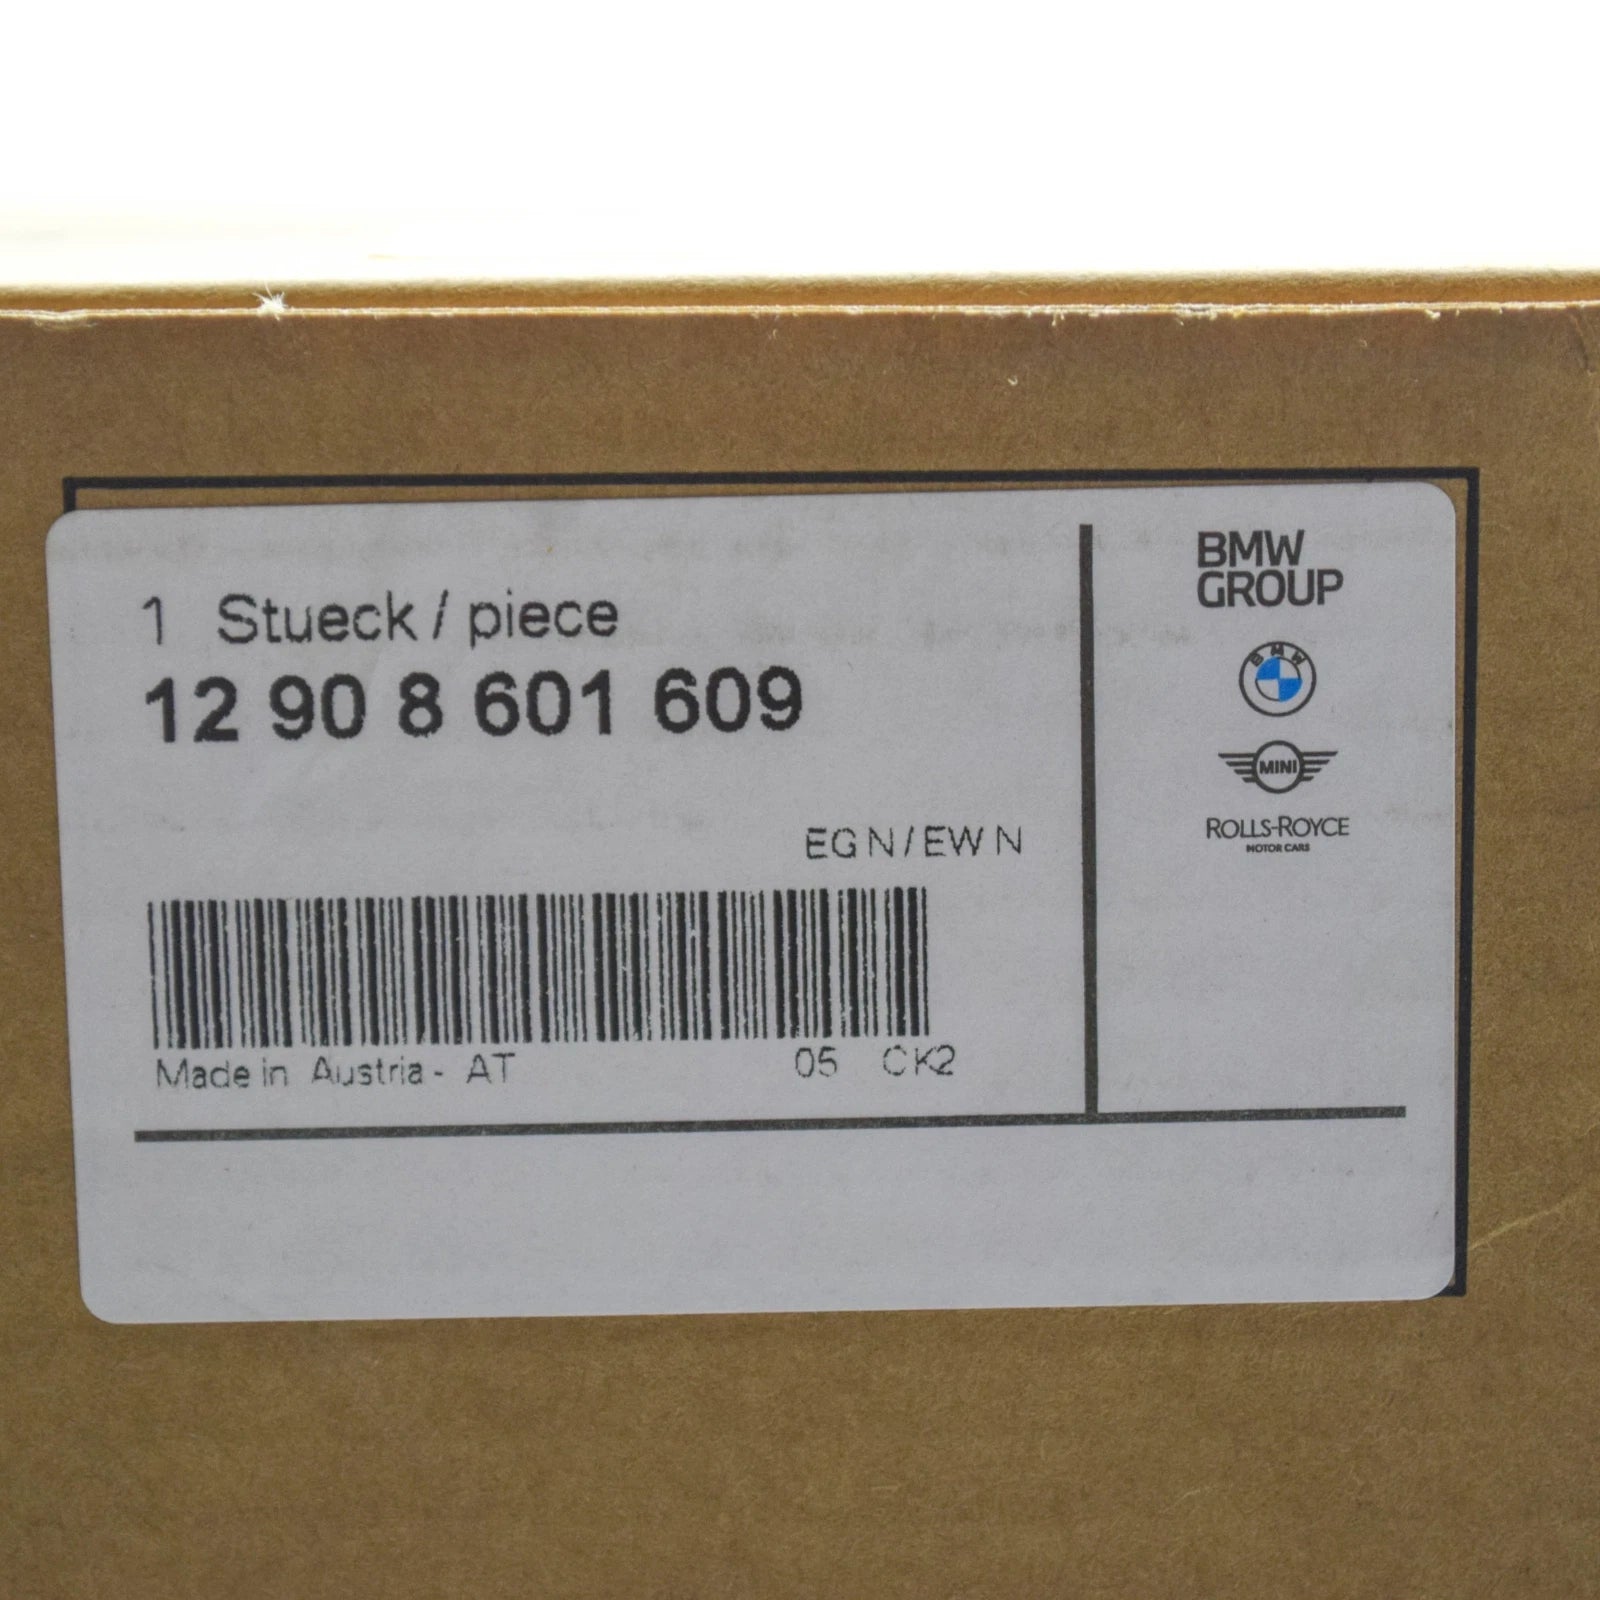 1 Stueck / piece
12 90 8 601 609
EG N / EW N
Made in Austria - AT 05 CK2
BMW
GROUP
BMW
MINI
ROLLS-ROYCE
MOTOR CARS